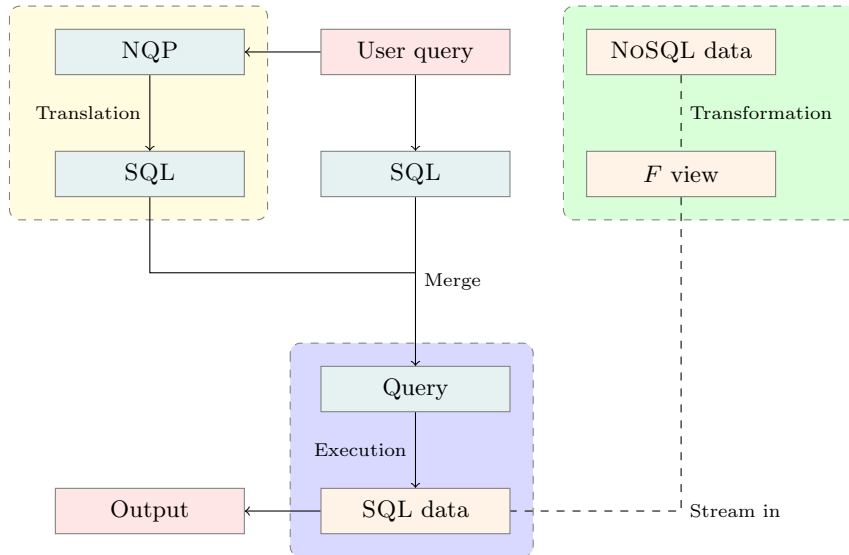 NQP
User query
NoSQL data
Translation
Transformation
SQL
SQL
F view
Merge
Query
Execution
Output
SQL data
Stream in